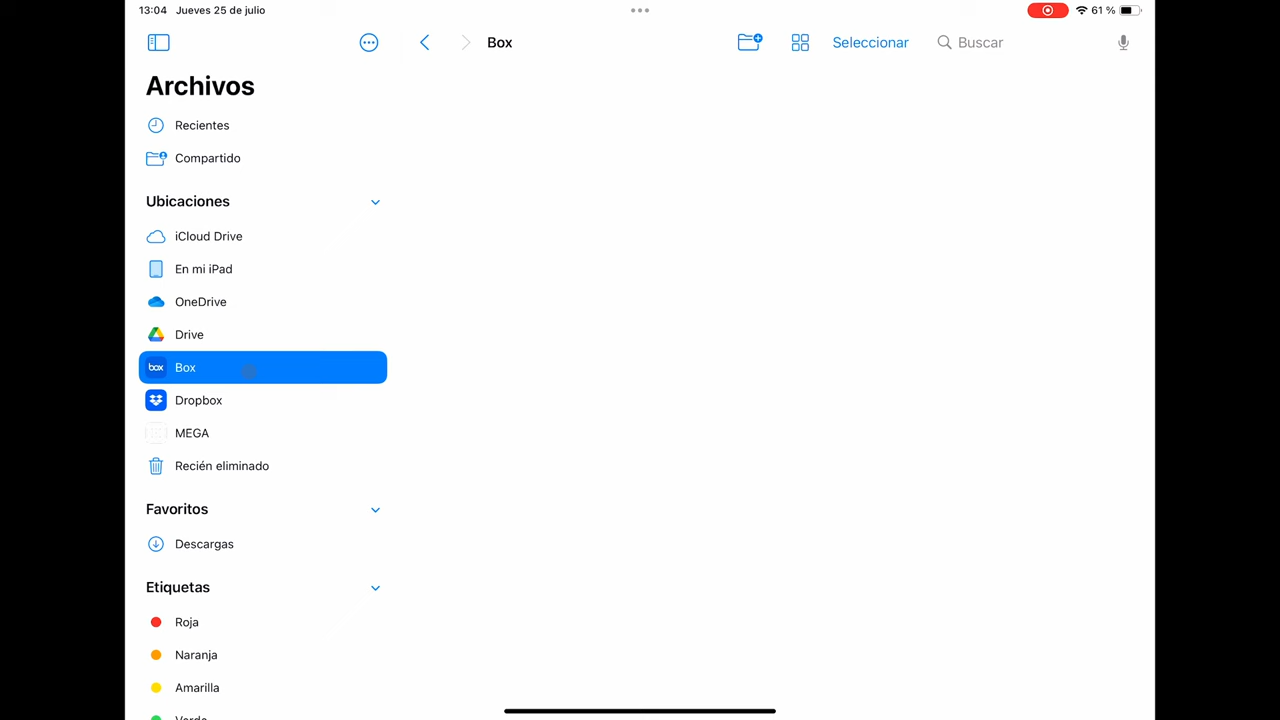 13:04 Jueves 25 de julio
61 %
Box
Seleccionar
Buscar
Archivos
Recientes
Compartido
Ubicaciones
iCloud Drive
En mi iPad
OneDrive
Drive
box Box
Dropbox
MEGA
Recién eliminado
Favoritos
Descargas
Etiquetas
Roja
Naranja
Amarilla
Verde